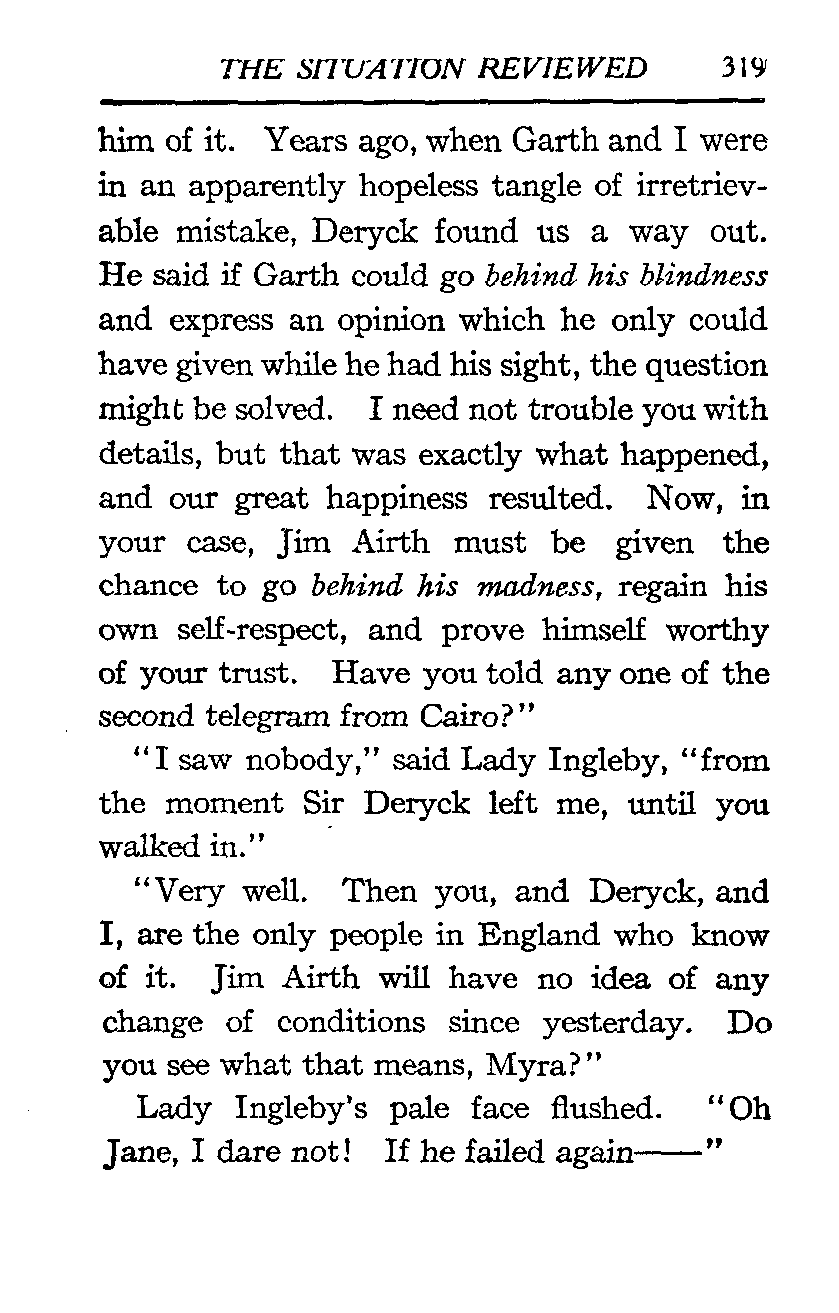 THE SITUATION REVIEWED 319
him of it. Years ago, when Garth and I were
in an apparently hopeless tangle of irretriev-
able mistake, Deryck found us a way out.
He said if Garth could go behind his blindness
and express an opinion which he only could
have given while he had his sight, the question
might be solved. I need not trouble you with
details, but that was exactly what happened,
and our great happiness resulted. Now, in
your case, Jim Airth must be given the
chance to go behind his madness, regain his
own self-respect, and prove himself worthy
of your trust. Have you told any one of the
second telegram from Cairo?"
"I saw nobody," said Lady Ingleby, "from
the moment Sir Deryck left me, until you
walked in."
"Very well. Then you, and Deryck, and
I, are the only people in England who know
of it. Jim Airth will have no idea of any
change of conditions since yesterday. Do
you see what that means, Myra?"
Lady Ingleby's pale face flushed. "Oh
Jane, I dare not! If he failed again——"